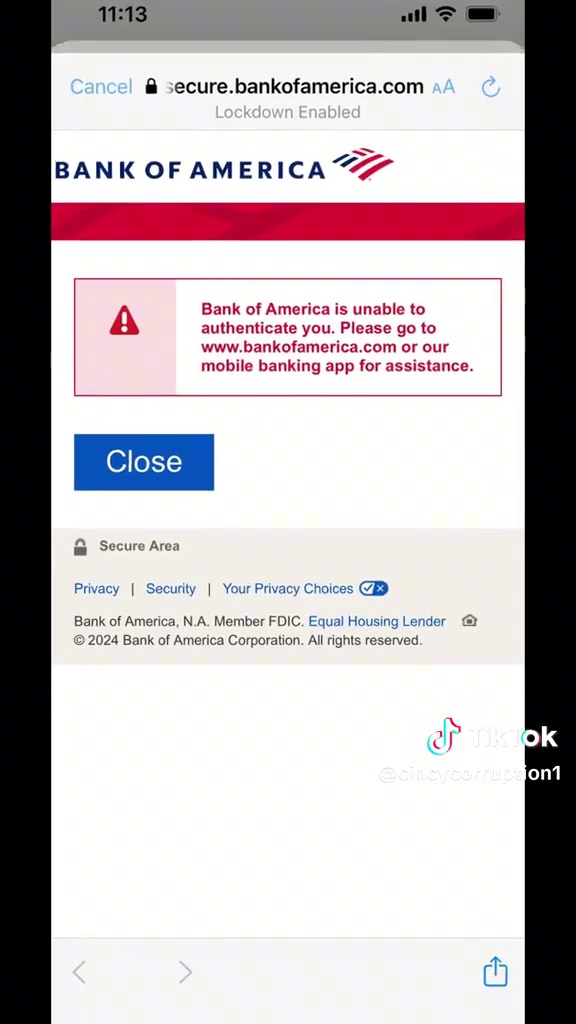 11:13
Cancel secure.bankofamerica.com AA
Lockdown Enabled
BANK OF AMERICA
Bank of America is unable to
authenticate you. Please go to
www.bankofamerica.com or our
mobile banking app for assistance.
Close
Secure Area
Privacy | Security | Your Privacy Choices
Bank of America, N.A. Member FDIC. Equal Housing Lender
© 2024 Bank of America Corporation. All rights reserved.
TikTok
@cincycorruption1